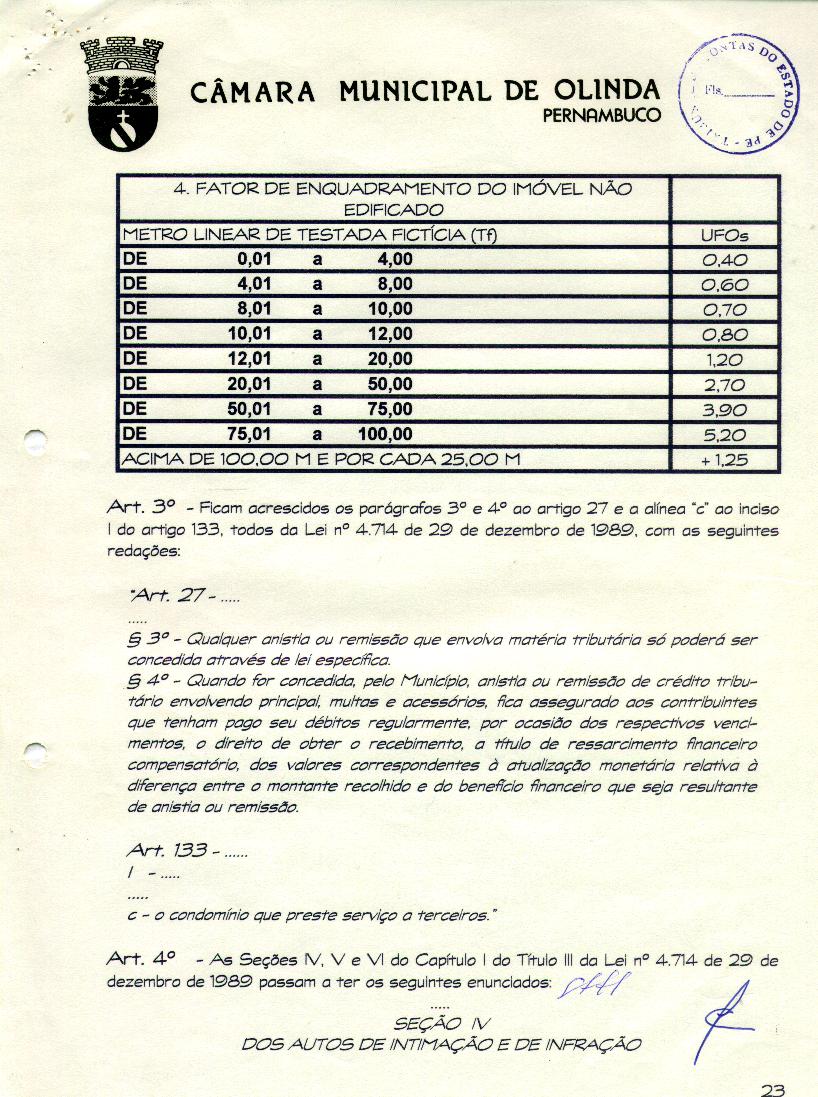 CÂMARA MUNICIPAL DE OLINDA
PERNAMBUCO
CONTAS DO ESTADO DE PE - TRIBUN
Fls.
4. FATOR DE ENQUADRAMENTO DO IMÓVEL NÃO
EDIFICADO
METRO LINEAR DE TESTADA FICTÍCIA (Tf) UFOs
DE 0,01 a 4,00 0,40
DE 4,01 a 8,00 0,60
DE 8,01 a 10,00 0,70
DE 10,01 a 12,00 0,80
DE 12,01 a 20,00 1,20
DE 20,01 a 50,00 2,70
DE 50,01 a 75,00 3,90
DE 75,01 a 100,00 5,20
ACIMA DE 100,00 M E POR CADA 25,00 M +1,25
Art. 3º - Ficam acrescidos os parágrafos 3º e 4º ao artigo 27 e a alínea "c" ao inciso
I do artigo 133, todos da Lei nº 4.714 de 29 de dezembro de 1989, com as seguintes
redações:
"Art. 27 - .....
.....
§ 3º - Qualquer anistia ou remissão que envolva matéria tributária só poderá ser
concedida através de lei específica.
§ 4º - Quando for concedida, pelo Município, anistia ou remissão de crédito tribu-
tário envolvendo principal, multas e acessórios, fica assegurado aos contribuintes
que tenham pago seu débitos regularmente, por ocasião dos respectivos venci-
mentos, o direito de obter o recebimento, a título de ressarcimento financeiro
compensatório, dos valores correspondentes à atualização monetária relativa à
diferença entre o montante recolhido e do benefício financeiro que seja resultante
de anistia ou remissão.
Art. 133 - ......
I - .....
.....
c - o condomínio que preste serviço a terceiros."
Art. 4º - As Seções IV, V e VI do Capítulo I do Título III da Lei nº 4.714 de 29 de
dezembro de 1989 passam a ter os seguintes enunciados:
.....
SEÇÃO IV
DOS AUTOS DE INTIMAÇÃO E DE INFRAÇÃO
23